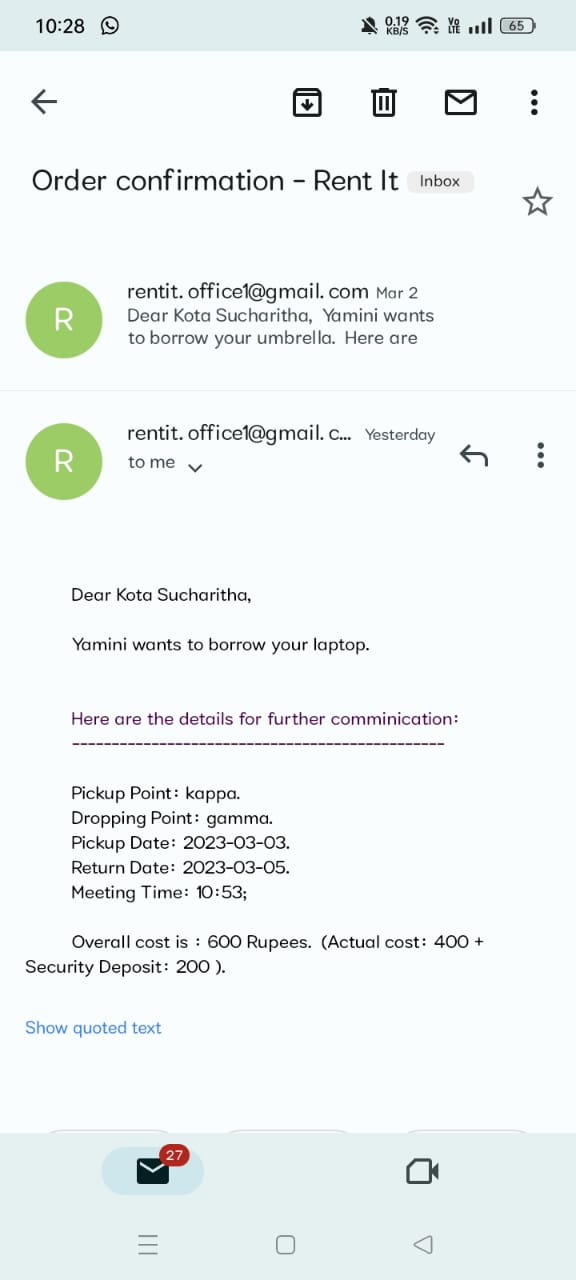 10:28 0.19 KB/S Vo LTE 65
Order confirmation - Rent It Inbox
R
rentit. office1@gmail. com Mar 2
Dear Kota Sucharitha, Yamini wants
to borrow your umbrella. Here are
R
rentit. office1@gmail. c... Yesterday
to me
Dear Kota Sucharitha,
Yamini wants to borrow your laptop.
Here are the details for further comminication:
-----------------------------------------------
Pickup Point: kappa.
Dropping Point: gamma.
Pickup Date: 2023-03-03.
Return Date: 2023-03-05.
Meeting Time: 10:53;
Overall cost is : 600 Rupees. (Actual cost: 400 +
Security Deposit: 200 ).
Show quoted text
27